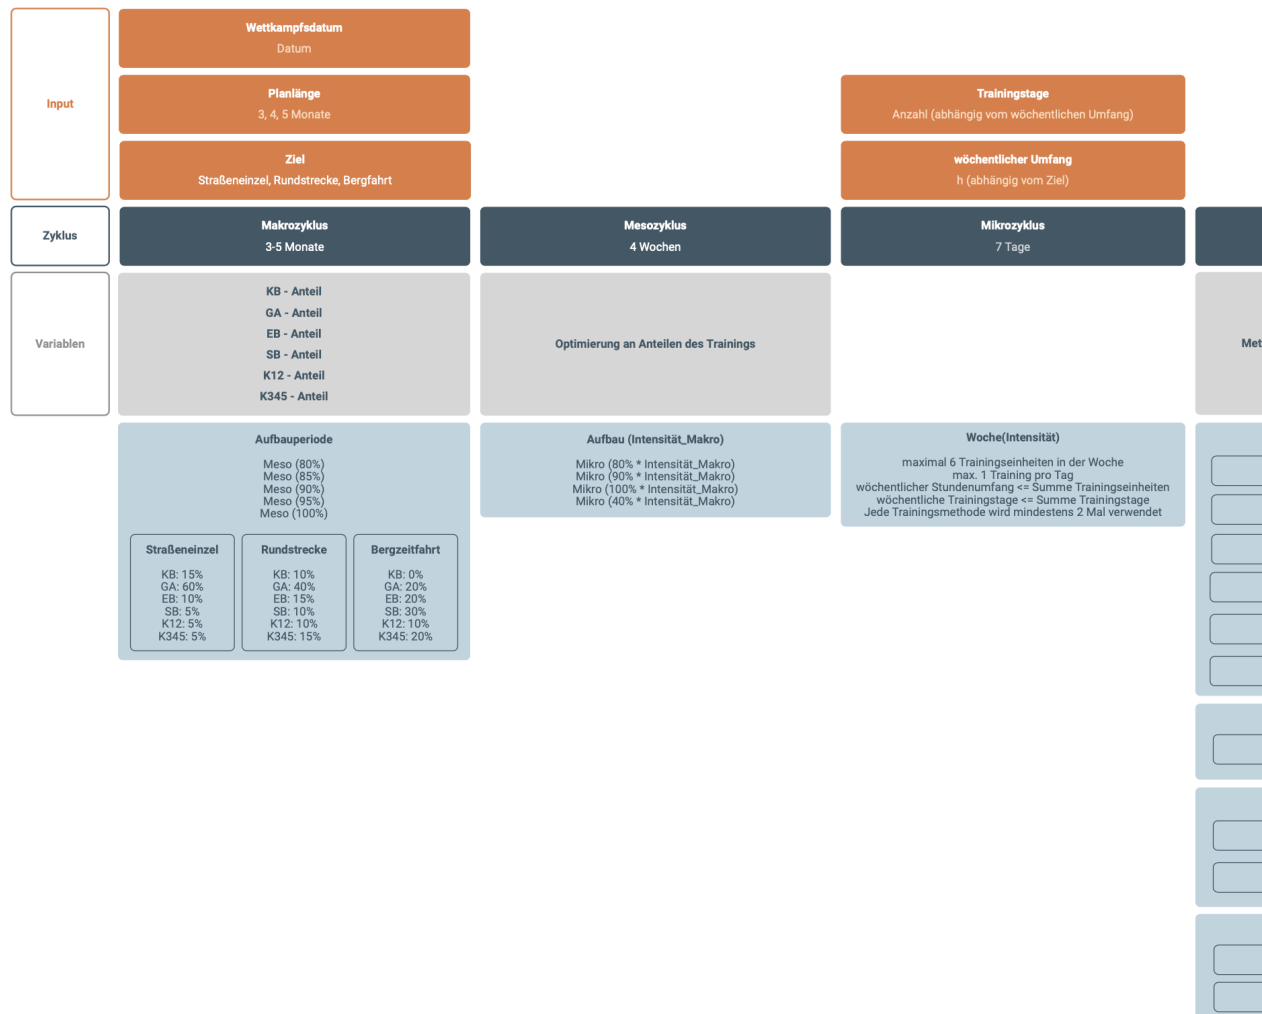 Input
Wettkampfsdatum
Datum
Planlänge
3, 4, 5 Monate
Ziel
Straßeneinzel, Rundstrecke, Bergfahrt
Trainingstage
Anzahl (abhängig vom wöchentlichen Umfang)
wöchentlicher Umfang
h (abhängig vom Ziel)
Zyklus
Makrozyklus
3-5 Monate
Mesozyklus
4 Wochen
Mikrozyklus
7 Tage
Variablen
KB - Anteil
GA - Anteil
EB - Anteil
SB - Anteil
K12 - Anteil
K345 - Anteil
Optimierung an Anteilen des Trainings
Met
Aufbauperiode
Meso (80%)
Meso (85%)
Meso (90%)
Meso (95%)
Meso (100%)
Straßeneinzel
KB: 15%
GA: 60%
EB: 10%
SB: 5%
K12: 5%
K345: 5%
Rundstrecke
KB: 10%
GA: 40%
EB: 15%
SB: 10%
K12: 10%
K345: 15%
Bergzeitfahrt
KB: 0%
GA: 20%
EB: 20%
SB: 30%
K12: 10%
K345: 20%
Aufbau (Intensität_Makro)
Mikro (80% * Intensität_Makro)
Mikro (90% * Intensität_Makro)
Mikro (100% * Intensität_Makro)
Mikro (40% * Intensität_Makro)
Woche(Intensität)
maximal 6 Trainingseinheiten in der Woche
max. 1 Training pro Tag
wöchentlicher Stundenumfang <= Summe Trainingseinheiten
wöchentliche Trainingstage <= Summe Trainingstage
Jede Trainingsmethode wird mindestens 2 Mal verwendet